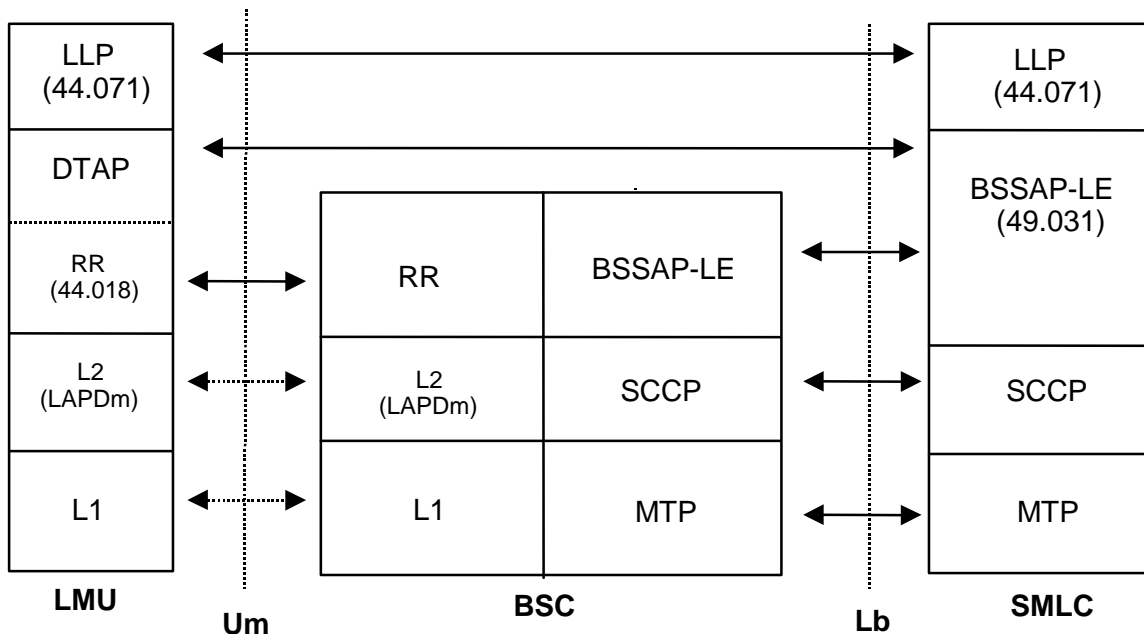 LLP
(44.071)
DTAP
RR
(44.018)
L2
(LAPDm)
L1
LMU
Um
RR
BSSAP-LE
L2
(LAPDm)
SCCP
L1
MTP
BSC
Lb
LLP
(44.071)
BSSAP-LE
(49.031)
SCCP
MTP
SMLC